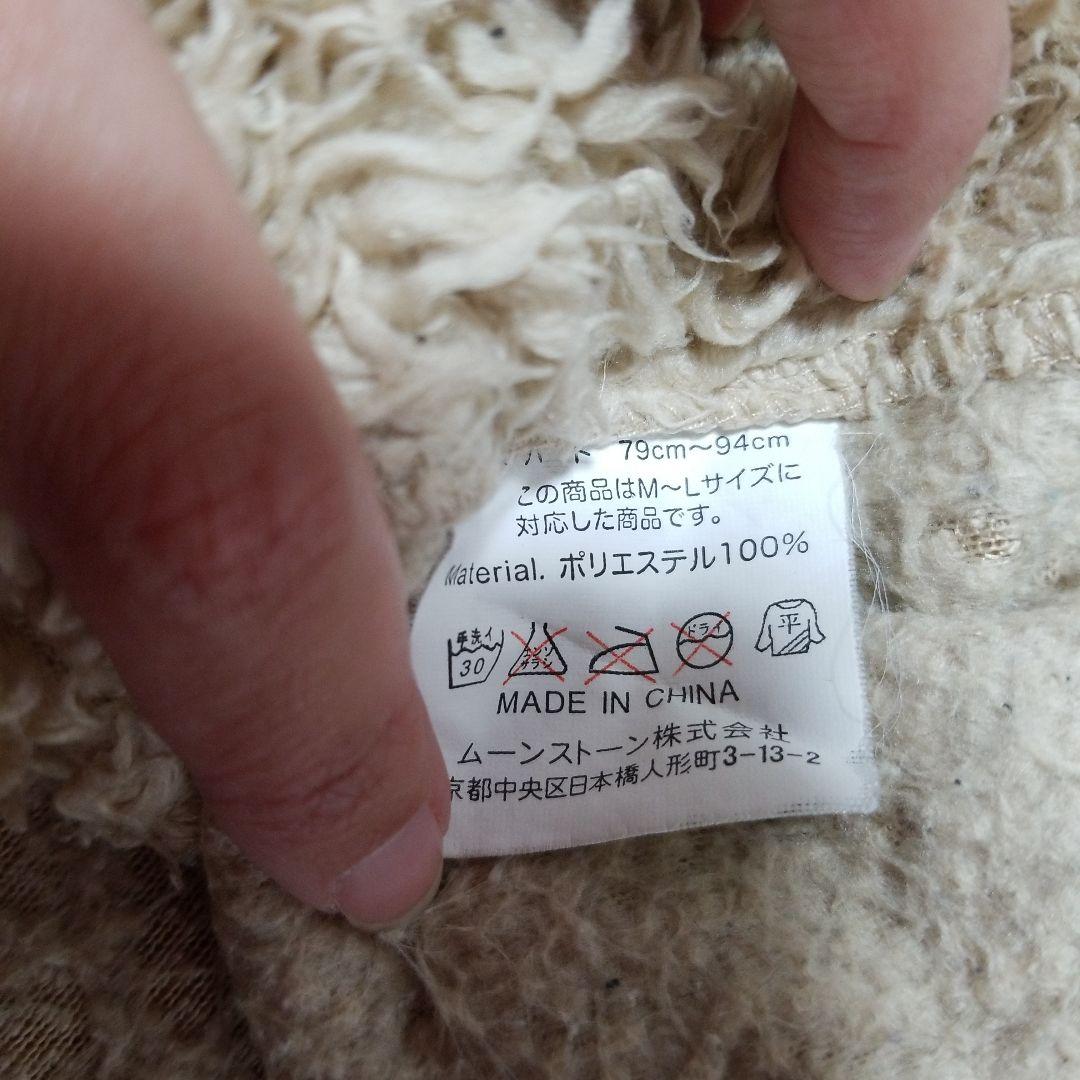 79cm～94cm
この商品はM～Lサイズに
対応した商品です。
Material. ポリエステル100%
手洗イ 30 エンソ サラシ ドライ 平
MADE IN CHINA
ムーンストーン株式会社
京都中央区日本橋人形町3-13-2